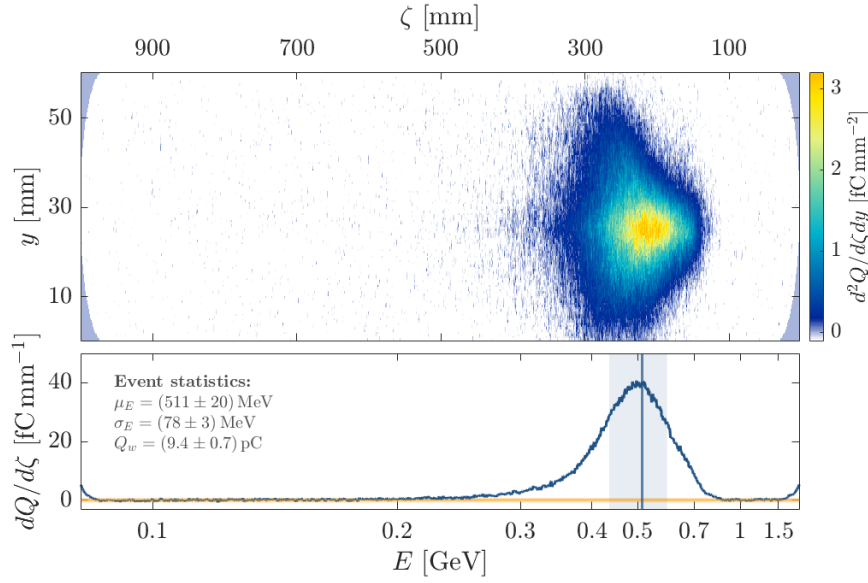 ζ [mm]
900 700 500 300 100
50
30
10
y [mm]
3
2
1
0
d²Q/dζdy [fC mm⁻²]
40
20
0
dQ/dζ [fC mm⁻¹]
Event statistics:
μ_E = (511 ± 20) MeV
σ_E = (78 ± 3) MeV
Q_w = (9.4 ± 0.7) pC
0.1 0.2 0.3 0.4 0.5 0.7 1 1.5
E [GeV]